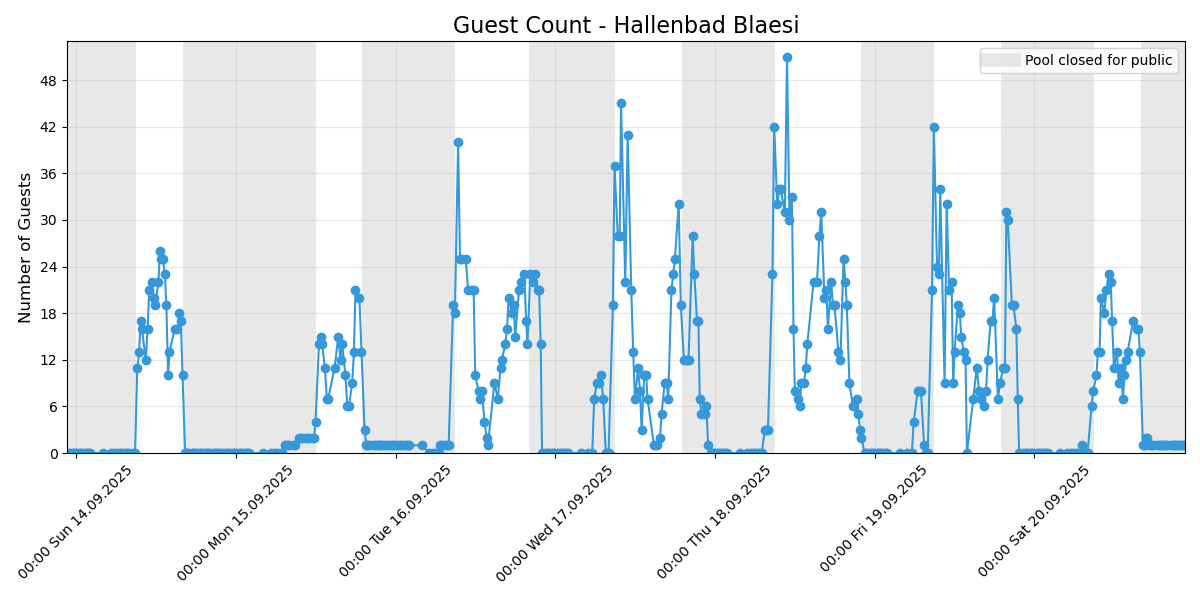 Guest Count - Hallenbad Blaesi
Pool closed for public
Number of Guests
48
42
36
30
24
18
12
6
0
00:00 Sun 14.09.2025
00:00 Mon 15.09.2025
00:00 Tue 16.09.2025
00:00 Wed 17.09.2025
00:00 Thu 18.09.2025
00:00 Fri 19.09.2025
00:00 Sat 20.09.2025